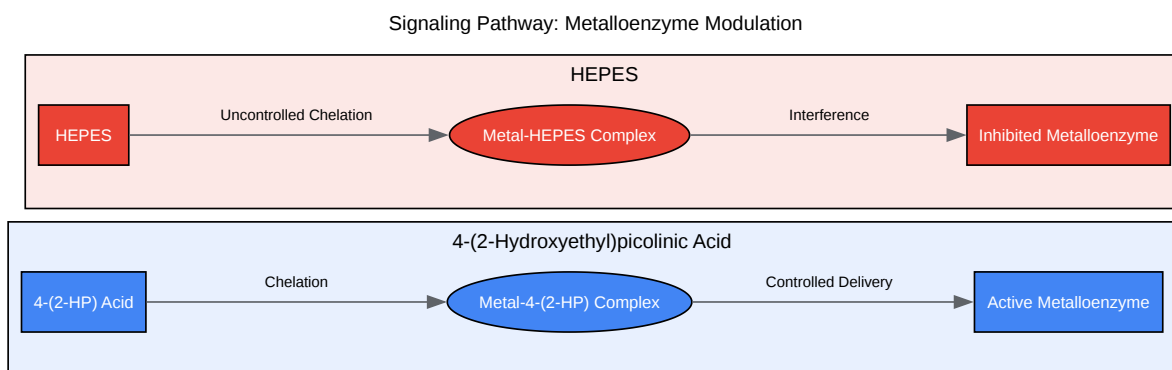 Signaling Pathway: Metalloenzyme Modulation
HEPES
HEPES
Uncontrolled Chelation
Metal-HEPES Complex
Interference
Inhibited Metalloenzyme
4-(2-Hydroxyethyl)picolinic Acid
4-(2-HP) Acid
Chelation
Metal-4-(2-HP) Complex
Controlled Delivery
Active Metalloenzyme